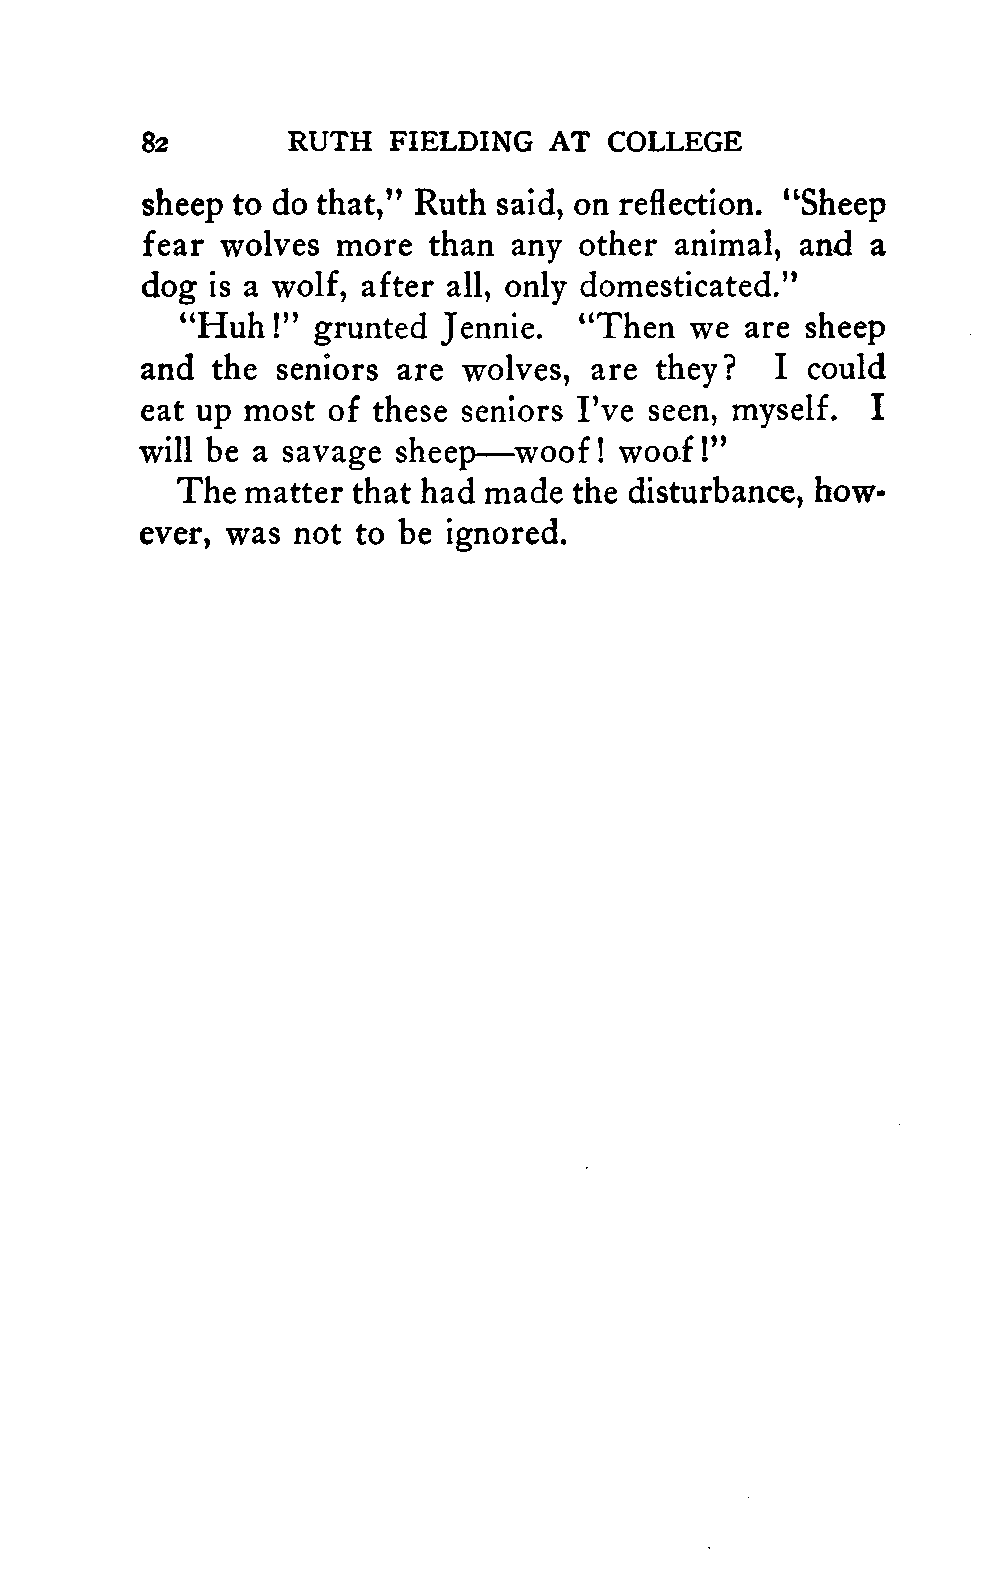 82 RUTH FIELDING AT COLLEGE
sheep to do that," Ruth said, on reflection. "Sheep
fear wolves more than any other animal, and a
dog is a wolf, after all, only domesticated."
"Huh!" grunted Jennie. "Then we are sheep
and the seniors are wolves, are they? I could
eat up most of these seniors I've seen, myself. I
will be a savage sheep—woof! woof!"
The matter that had made the disturbance, how-
ever, was not to be ignored.